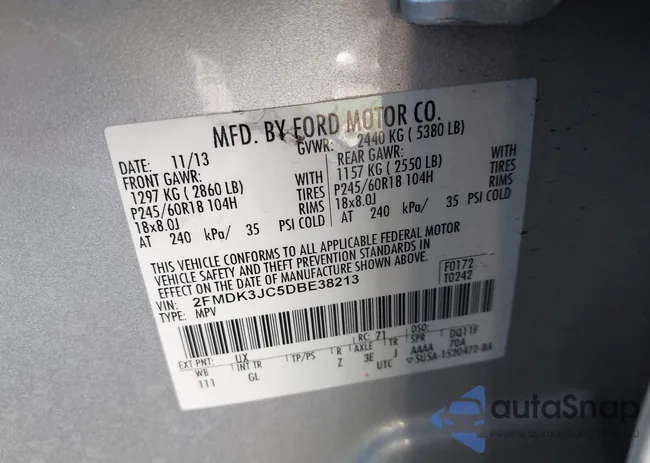 MFD. BY FORD MOTOR CO.
DATE: 11/13 GVWR: 2440 KG ( 5380 LB)
FRONT GAWR: REAR GAWR:
1297 KG ( 2860 LB) WITH 1157 KG ( 2550 LB) WITH
P245/60R18 104H TIRES P245/60R18 104H TIRES
18x8.0J RIMS 18x8.0J RIMS
AT 240 kPa/ 35 PSI COLD AT 240 kPa/ 35 PSI COLD
THIS VEHICLE CONFORMS TO ALL APPLICABLE FEDERAL MOTOR
VEHICLE SAFETY AND THEFT PREVENTION STANDARDS IN
EFFECT ON THE DATE OF MANUFACTURE SHOWN ABOVE.
VIN: 2FMDK3JC5DBE38213
TYPE: MPV
F0172
T0242
EXT PNT: UX RC: 71 DSO:
WB INT TR TP/PS R AXLE TR SPR DQ11F
111 GL Z 3E J AAAA 70A
UTC
autoSnap